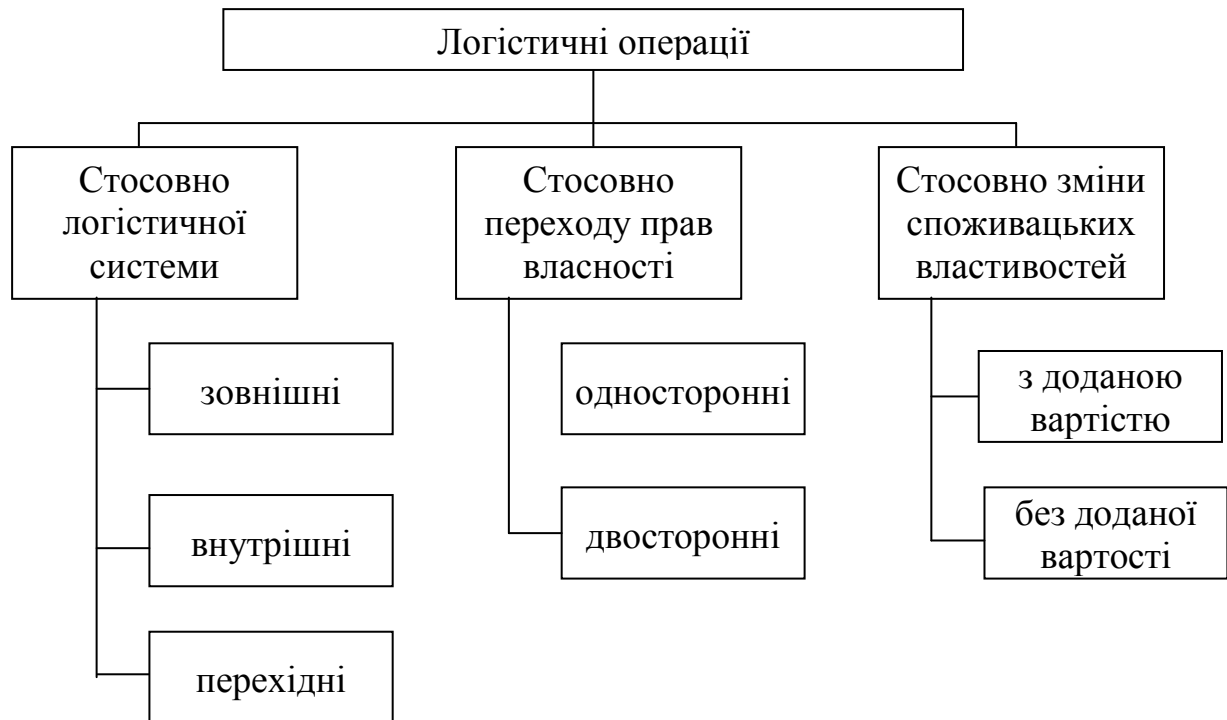 Логістичні операції
Стосовно
логістичної
системи
зовнішні
внутрішні
перехідні
Стосовно
переходу прав
власності
односторонні
двосторонні
Стосовно зміни
споживацьких
властивостей
з доданою
вартістю
без доданої
вартості